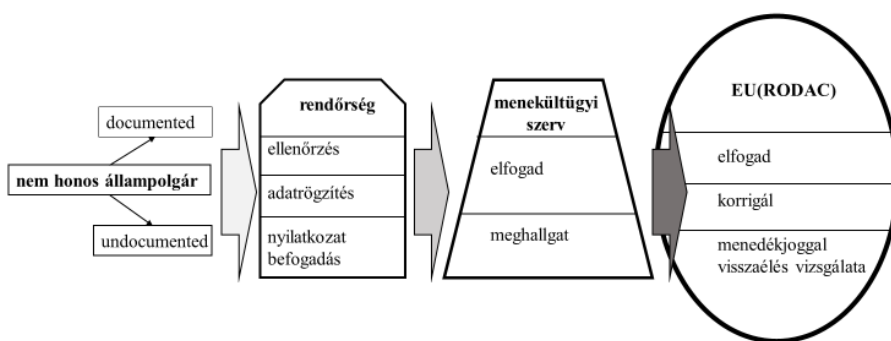 documented
nem honos állampolgár
undocumented
rendőrség
ellenőrzés
adatrögzítés
nyilatkozat
befogadás
menekültügyi
szerv
elfogad
meghallgat
EU(RODAC)
elfogad
korrigál
menedékjoggal
visszaélés vizsgálata